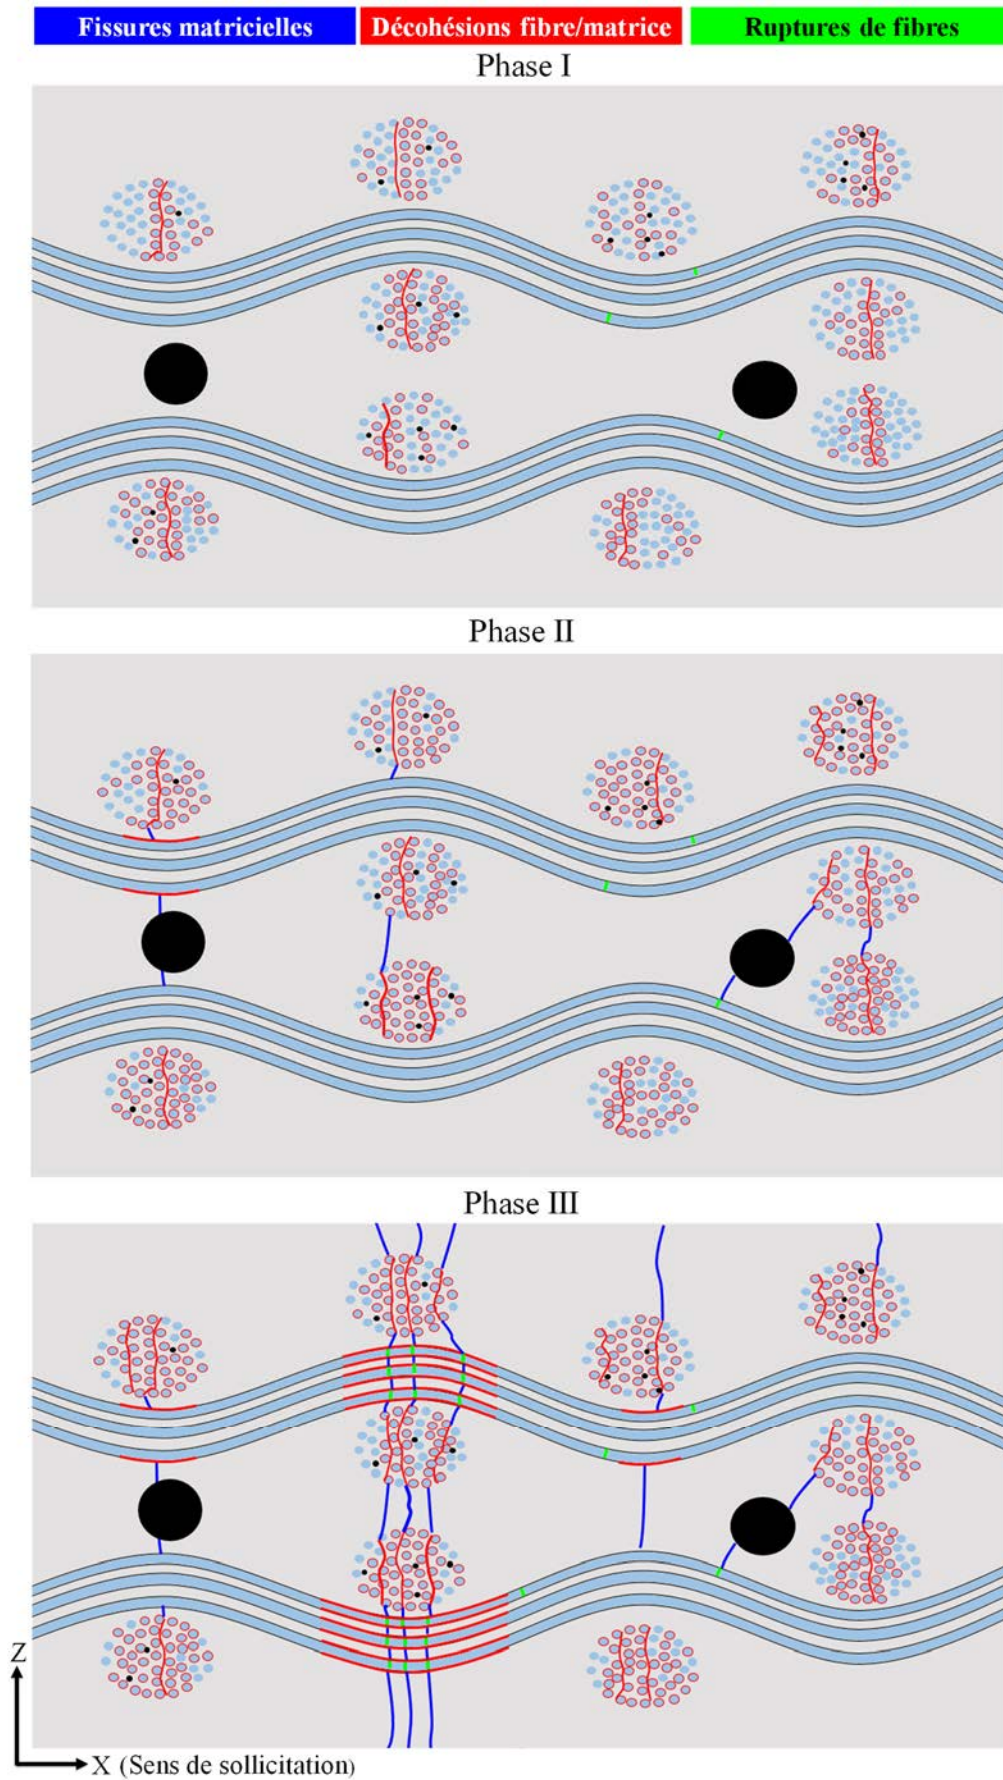 Fissures matricielles Décohésions fibre/matrice Ruptures de fibres
Phase I
Phase II
Phase III
Z
X (Sens de sollicitation)